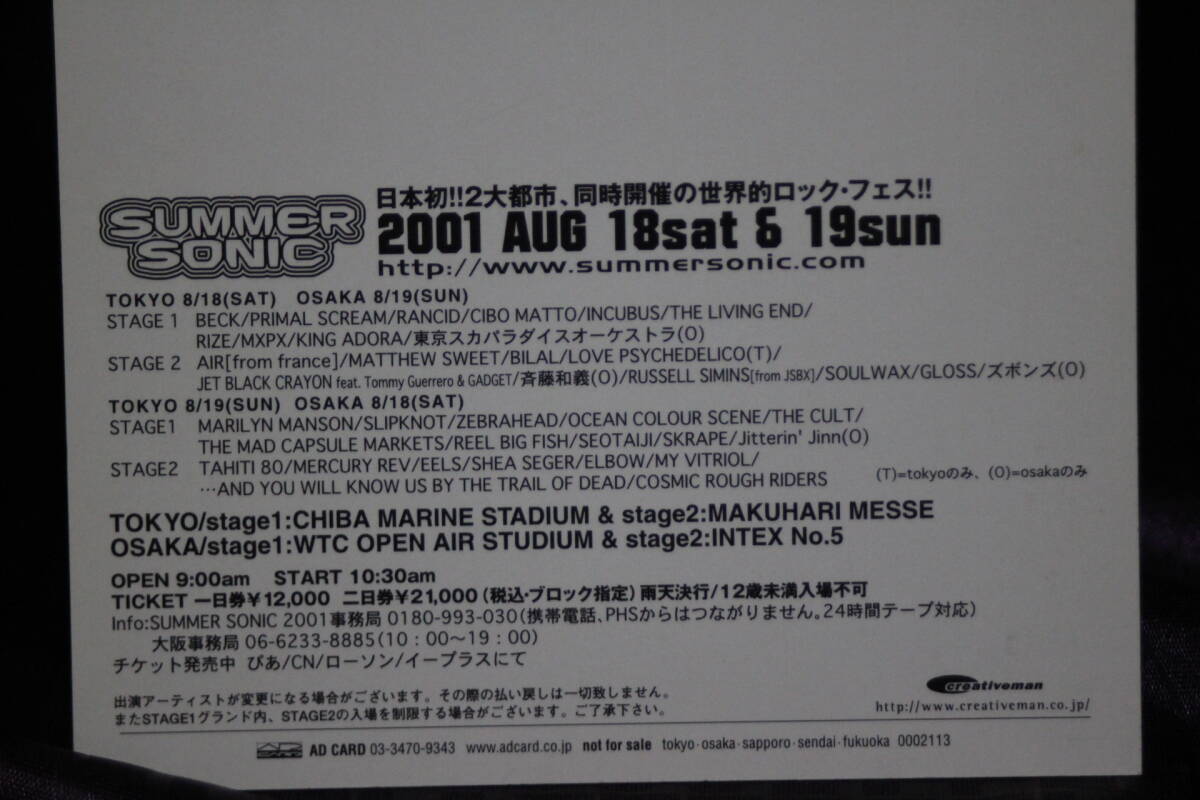 SUMMER
SONIC
日本初!!2大都市、同時開催の世界的ロック・フェス!!
2001 AUG 18sat & 19sun
http://www.summersonic.com
TOKYO 8/18(SAT) OSAKA 8/19(SUN)
STAGE 1 BECK/PRIMAL SCREAM/RANCID/CIBO MATTO/INCUBUS/THE LIVING END/
RIZE/MXPX/KING ADORA/東京スカパラダイスオーケストラ(O)
STAGE 2 AIR[from france]/MATTHEW SWEET/BILAL/LOVE PSYCHEDELICO(T)/
JET BLACK CRAYON feat. Tommy Guerrero & GADGET/斉藤和義(O)/RUSSELL SIMINS[from JSBX]/SOULWAX/GLOSS/ズボンズ(O)
TOKYO 8/19(SUN) OSAKA 8/18(SAT)
STAGE1 MARILYN MANSON/SLIPKNOT/ZEBRAHEAD/OCEAN COLOUR SCENE/THE CULT/
THE MAD CAPSULE MARKETS/REEL BIG FISH/SEOTAIJI/SKRAPE/Jitterin' Jinn(O)
STAGE2 TAHITI 80/MERCURY REV/EELS/SHEA SEGER/ELBOW/MY VITRIOL/
…AND YOU WILL KNOW US BY THE TRAIL OF DEAD/COSMIC ROUGH RIDERS (T)=tokyoのみ、(O)=osakaのみ
TOKYO/stage1:CHIBA MARINE STADIUM & stage2:MAKUHARI MESSE
OSAKA/stage1:WTC OPEN AIR STUDIUM & stage2:INTEX No.5
OPEN 9:00am START 10:30am
TICKET 一日券¥12,000 二日券¥21,000(税込・ブロック指定)雨天決行/12歳未満入場不可
Info:SUMMER SONIC 2001事務局 0180-993-030(携帯電話、PHSからはつながりません。24時間テープ対応)
大阪事務局 06-6233-8885(10:00〜19:00)
チケット発売中 ぴあ/CN/ローソン/イープラスにて
出演アーティストが変更になる場合がございます。その際の払い戻しは一切致しません。
またSTAGE1グランド内、STAGE2の入場を制限する場合がございます。ご了承下さい。
creativeman
http://www.creativeman.co.jp/
AD CARD 03-3470-9343 www.adcard.co.jp not for sale tokyo・osaka・sapporo・sendai・fukuoka 0002113